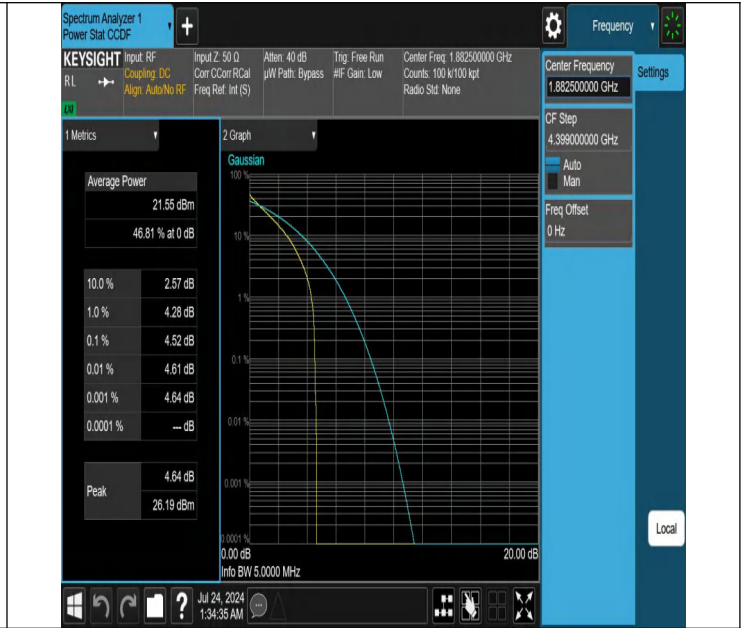 Spectrum Analyzer 1
Power Stat CCDF
+
Frequency
KEYSIGHT
RL
LXI
Input: RF
Coupling: DC
Align: Auto/No RF
Input Z: 50 Ω
Corr CCorr RCal
Freq Ref: Int (S)
Atten: 40 dB
µW Path: Bypass
Trig: Free Run
#IF Gain: Low
Center Freq: 1.882500000 GHz
Counts: 100 k/100 kpt
Radio Std: None
Center Frequency
1.882500000 GHz
Settings
CF Step
4.399000000 GHz
Auto
Man
Freq Offset
0 Hz
1 Metrics
Average Power
21.55 dBm
46.81 % at 0 dB
10.0 % 2.57 dB
1.0 % 4.28 dB
0.1 % 4.52 dB
0.01 % 4.61 dB
0.001 % 4.64 dB
0.0001 % --- dB
Peak
4.64 dB
26.19 dBm
2 Graph
Gaussian
100 %
10 %
1 %
0.1 %
0.01 %
0.001 %
0.0001 %
0.00 dB
20.00 dB
Info BW 5.0000 MHz
Local
?
Jul 24, 2024
1:34:35 AM